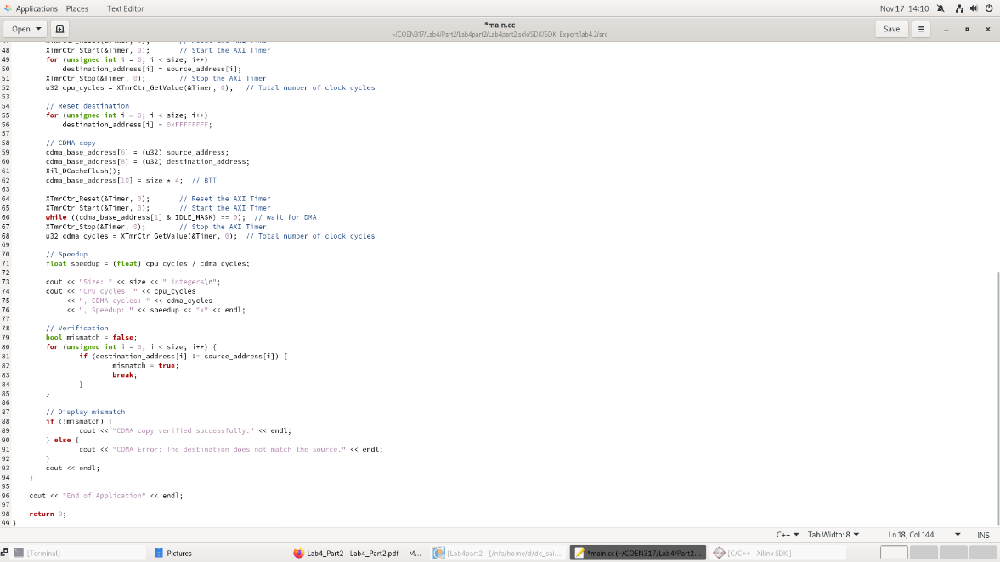 Applications Places Text Editor Nov 17 14:10
Open *main.cc Save
~/COEN317/Lab4/Part2/Lab4part2/Lab4part2.sdk/SDK/SDK_Export/lab4.2/src
47 XTmrCtr_Reset(&Timer, 0); // Reset the AXI Timer
48 XTmrCtr_Start(&Timer, 0); // Start the AXI Timer
49 for (unsigned int i = 0; i < size; i++)
50 destination_address[i] = source_address[i];
51 XTmrCtr_Stop(&Timer, 0); // Stop the AXI Timer
52 u32 cpu_cycles = XTmrCtr_GetValue(&Timer, 0); // Total number of clock cycles
53
54 // Reset destination
55 for (unsigned int i = 0; i < size; i++)
56 destination_address[i] = 0xFFFFFFFF;
57
58 // CDMA copy
59 cdma_base_address[6] = (u32) source_address;
60 cdma_base_address[8] = (u32) destination_address;
61 Xil_DCacheFlush();
62 cdma_base_address[10] = size * 4; // BTT
63
64 XTmrCtr_Reset(&Timer, 0); // Reset the AXI Timer
65 XTmrCtr_Start(&Timer, 0); // Start the AXI Timer
66 while ((cdma_base_address[1] & IDLE_MASK) == 0); // wait for DMA
67 XTmrCtr_Stop(&Timer, 0); // Stop the AXI Timer
68 u32 cdma_cycles = XTmrCtr_GetValue(&Timer, 0); // Total number of clock cycles
69
70 // Speedup
71 float speedup = (float) cpu_cycles / cdma_cycles;
72
73 cout << "Size: " << size << " integers\n";
74 cout << "CPU cycles: " << cpu_cycles
75 << ", CDMA cycles: " << cdma_cycles
76 << ", Speedup: " << speedup << "x" << endl;
77
78 // Verification
79 bool mismatch = false;
80 for (unsigned int i = 0; i < size; i++) {
81 if (destination_address[i] != source_address[i]) {
82 mismatch = true;
83 break;
84 }
85 }
86
87 // Display mismatch
88 if (!mismatch) {
89 cout << "CDMA copy verified successfully." << endl;
90 } else {
91 cout << "CDMA Error: The destination does not match the source." << endl;
92 }
93 cout << endl;
94 }
95
96 cout << "End of Application" << endl;
97
98 return 0;
99 }
C++ Tab Width: 8 Ln 18, Col 144 INS
[Terminal] Pictures Lab4_Part2 - Lab4_Part2.pdf — M... [Lab4part2 - [/nfs/home/d/de_sai... *main.cc (~/COEN317/Lab4/Part2... [C/C++ - Xilinx SDK ]